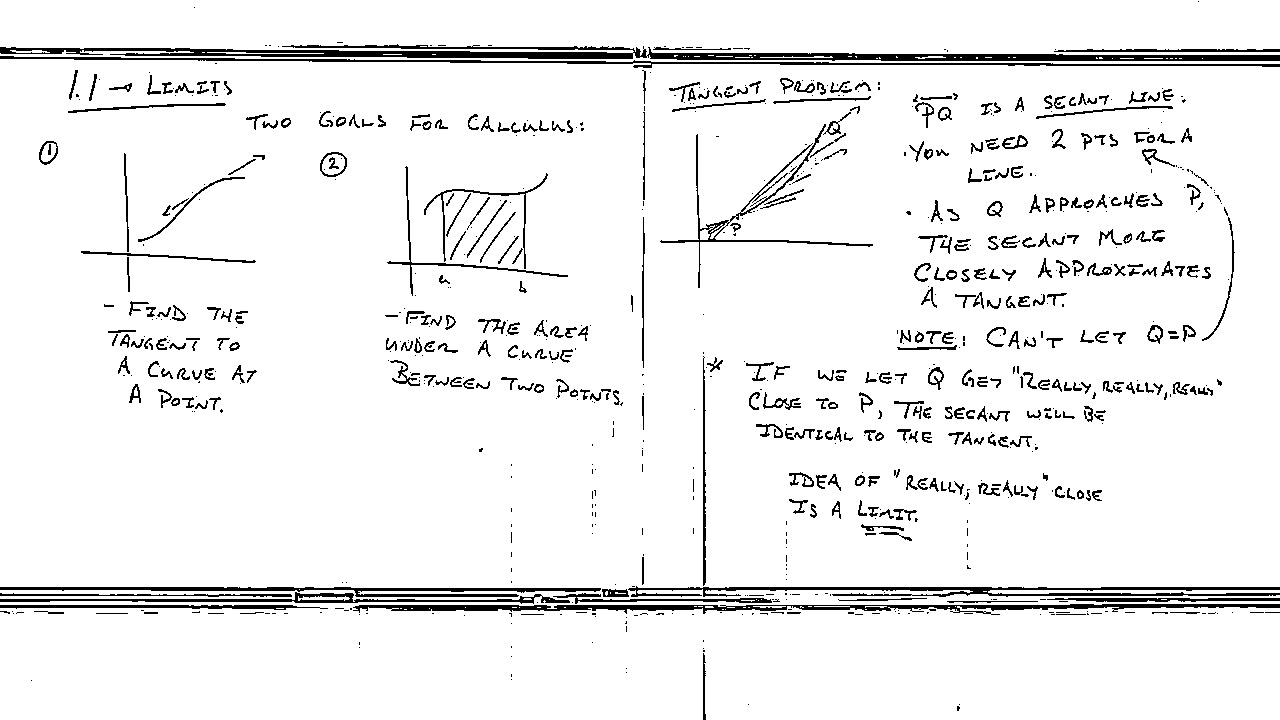 1.1 → LIMITS
TWO GOALS FOR CALCULUS:
①
- FIND THE
TANGENT TO
A CURVE AT
A POINT.
②
a b
- FIND THE AREA
UNDER A CURVE
BETWEEN TWO POINTS.
TANGENT PROBLEM:
Q
P
PQ IS A SECANT LINE.
· YOU NEED 2 PTS FOR A
LINE.
· AS Q APPROACHES P,
THE SECANT MORE
CLOSELY APPROXIMATES
A TANGENT.
NOTE: CAN'T LET Q=P
* IF WE LET Q GET "REALLY, REALLY, REALLY"
CLOSE TO P, THE SECANT WILL BE
IDENTICAL TO THE TANGENT.
IDEA OF "REALLY, REALLY" CLOSE
IS A LIMIT.